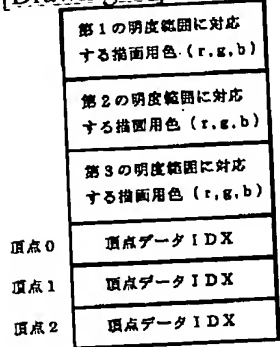 第1の明度範囲に対応
する描画用色(r,g,b)
第2の明度範囲に対応
する描画用色(r,g,b)
第3の明度範囲に対応
する描画用色(r,g,b)
頂点0 頂点データIDX
頂点1 頂点データIDX
頂点2 頂点データIDX